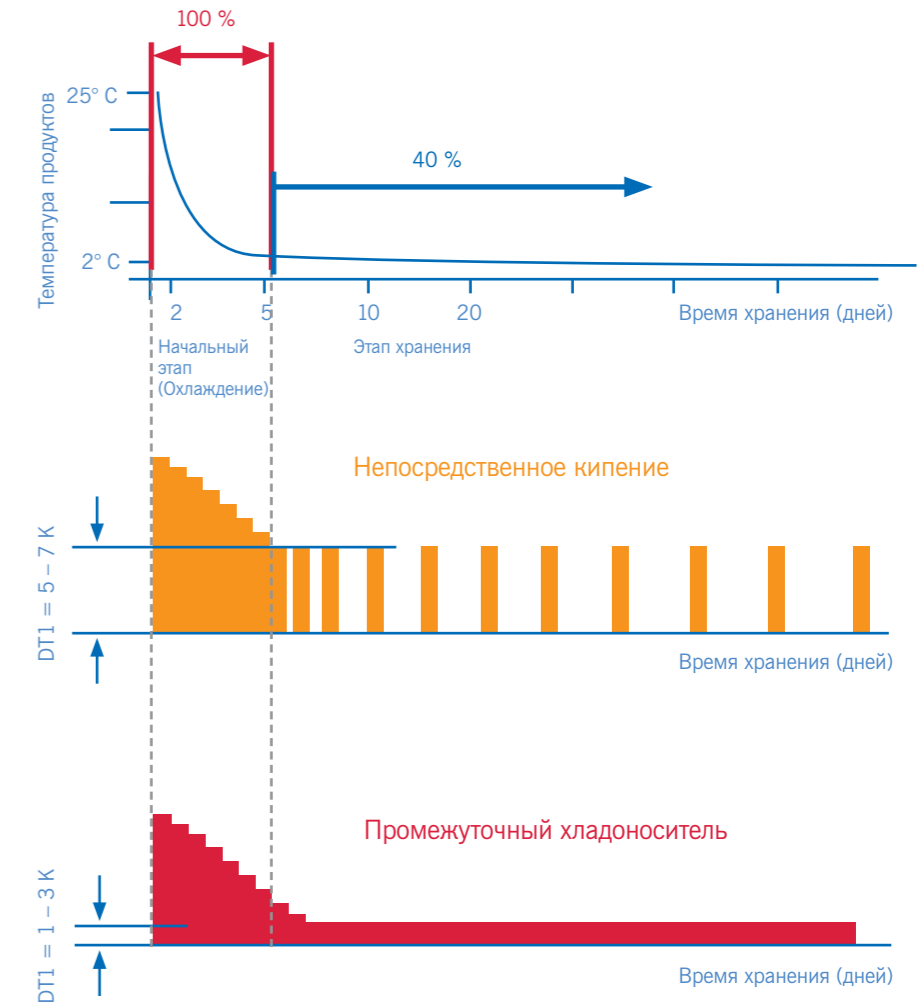 100 %
25° C
Температура продуктов
40 %
2° C
2 5 10 20 Время хранения (дней)
Начальный
этап
(Охлаждение)
Этап хранения
Непосредственное кипение
DT1 = 5 – 7 K
Время хранения (дней)
Промежуточный хладоноситель
DT1 = 1 – 3 K
Время хранения (дней)